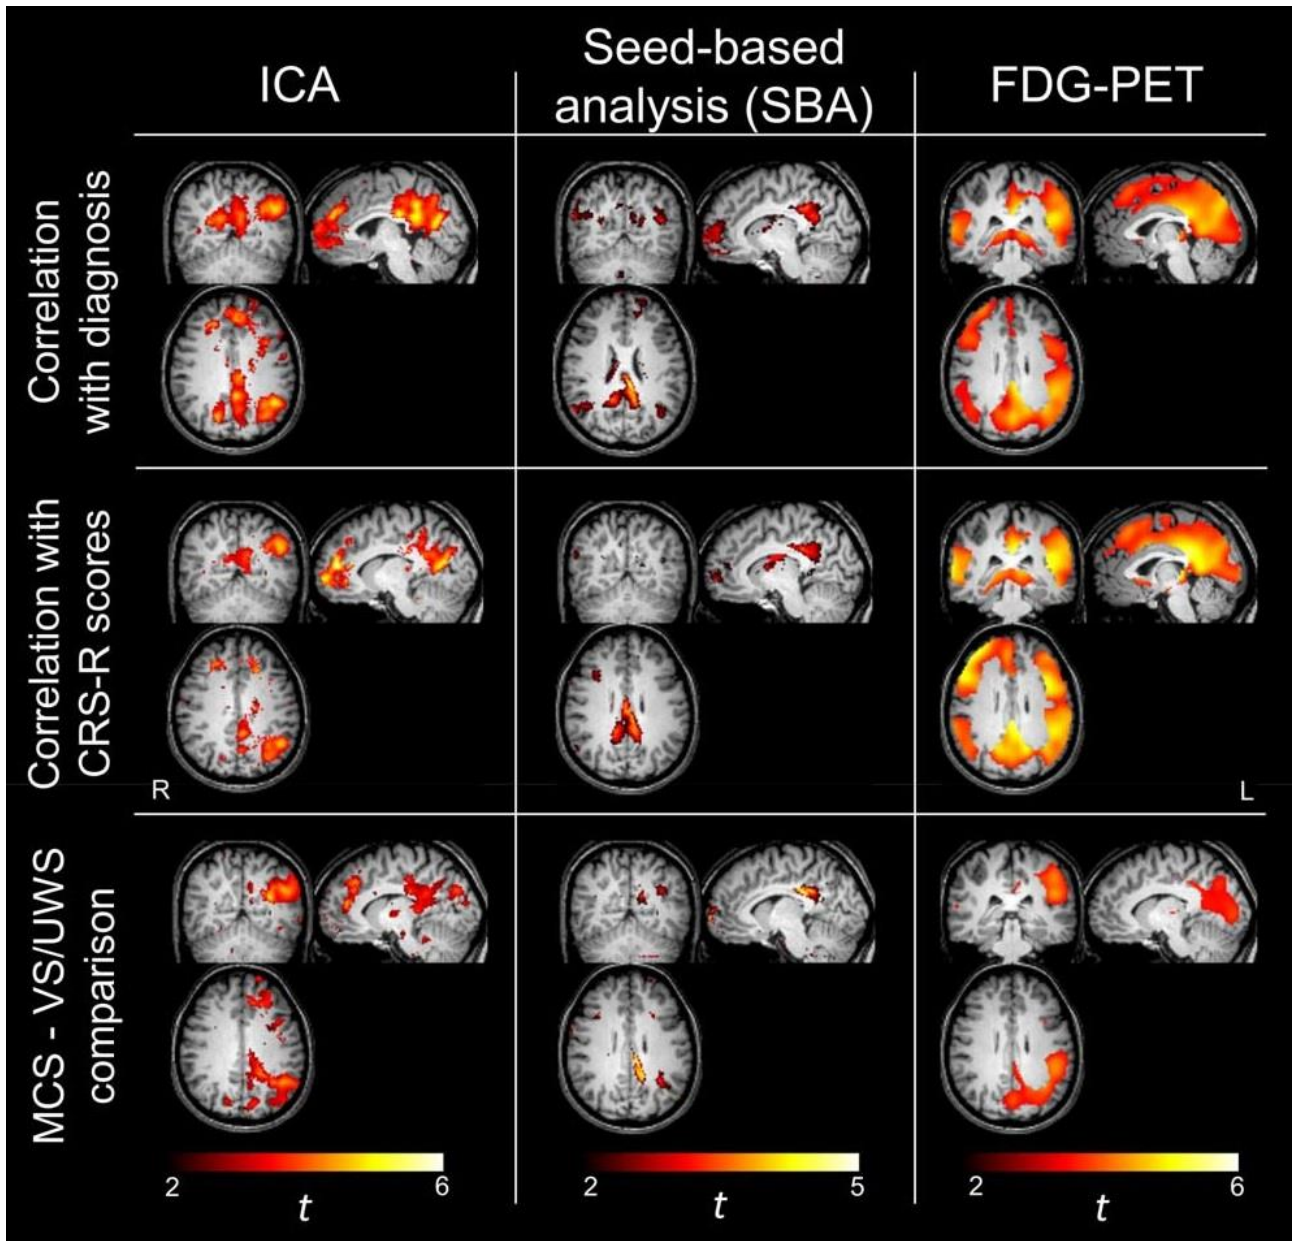 ICA
Seed-based
analysis (SBA)
FDG-PET
Correlation
with diagnosis
Correlation with
CRS-R scores
R
L
MCS - VS/UWS
comparison
2
6
t
2
5
t
2
6
t